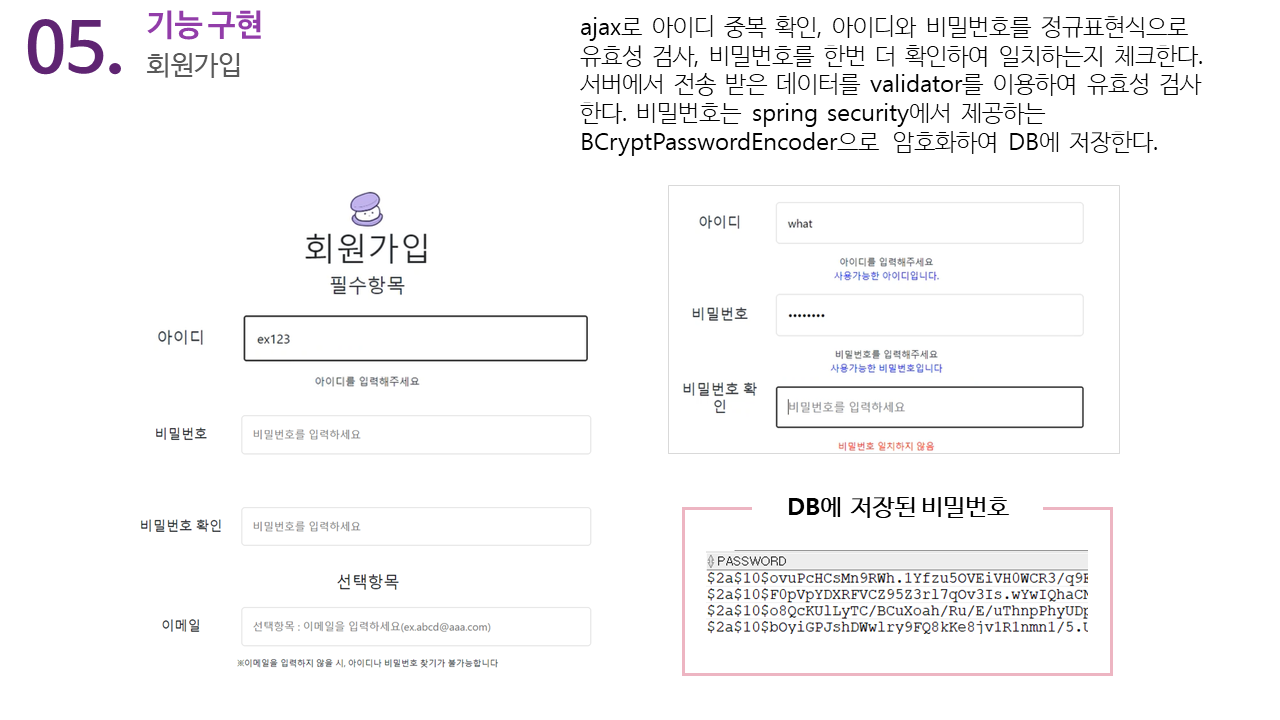 05.
기능 구현
회원가입
ajax로 아이디 중복 확인, 아이디와 비밀번호를 정규표현식으로
유효성 검사, 비밀번호를 한번 더 확인하여 일치하는지 체크한다.
서버에서 전송 받은 데이터를 validator를 이용하여 유효성 검사
한다. 비밀번호는 spring security에서 제공하는
BCryptPasswordEncoder으로 암호화하여 DB에 저장한다.
회원가입
필수항목
아이디
ex123
아이디를 입력해주세요
비밀번호
비밀번호를 입력하세요
비밀번호 확인
비밀번호를 입력하세요
선택항목
이메일
선택항목 : 이메일을 입력하세요(ex.abcd@aaa.com)
※이메일을 입력하지 않을 시, 아이디나 비밀번호 찾기가 불가능합니다
아이디
what
아이디를 입력해주세요
사용가능한 아이디입니다.
비밀번호
••••••••
비밀번호를 입력해주세요
사용가능한 비밀번호입니다
비밀번호 확
인
비밀번호를 입력하세요
비밀번호 일치하지 않음
DB에 저장된 비밀번호
PASSWORD
$2a$10$ovuPcHCsMn9RWh.1Yfzu5OVEiVH0WCR3/q9E
$2a$10$F0pVpYDXRFVCZ95Z3rl7qOv3Is.wYwIQhaCN
$2a$10$o8QcKUlLyTC/BCuXoah/Ru/E/uThnpPhyUDp
$2a$10$bOyiGPJshDWwlry9FQ8kKe8jv1R1nmn1/5.U